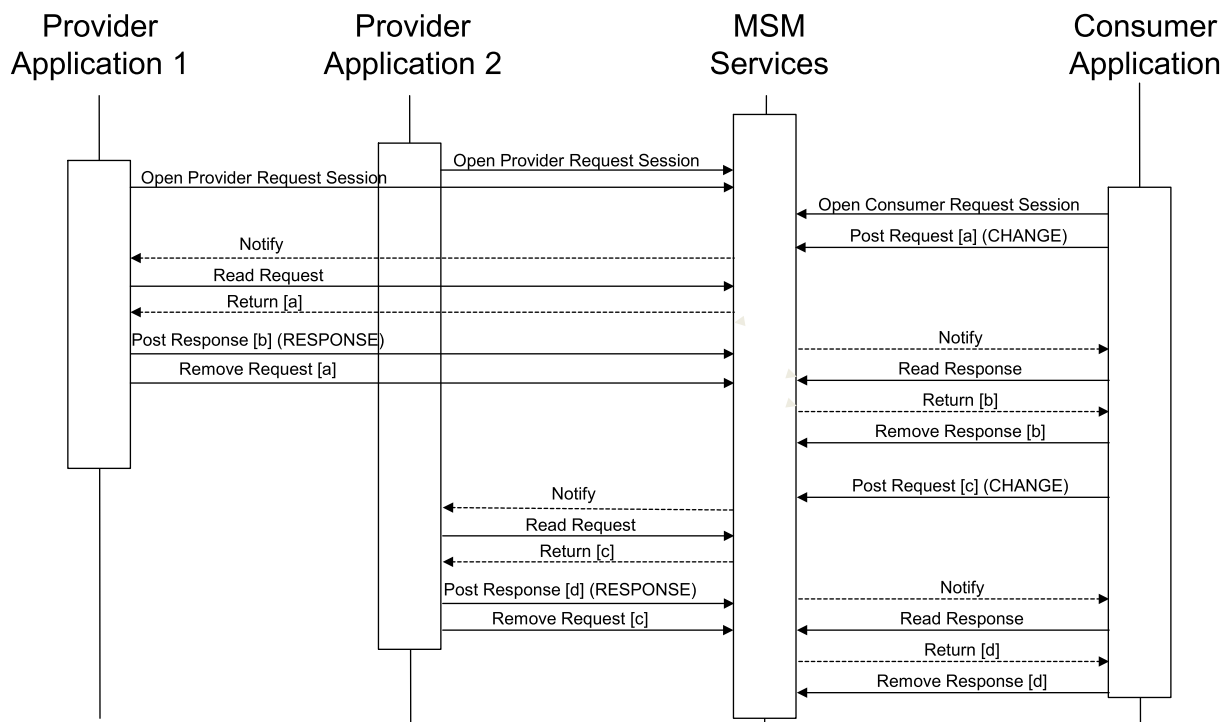 Provider
Application 1
Provider
Application 2
MSM
Services
Consumer
Application
Open Provider Request Session
Open Provider Request Session
Open Consumer Request Session
Post Request [a] (CHANGE)
Notify
Read Request
Return [a]
Post Response [b] (RESPONSE)
Notify
Remove Request [a]
Read Response
Return [b]
Remove Response [b]
Post Request [c] (CHANGE)
Notify
Read Request
Return [c]
Post Response [d] (RESPONSE)
Notify
Remove Request [c]
Read Response
Return [d]
Remove Response [d]